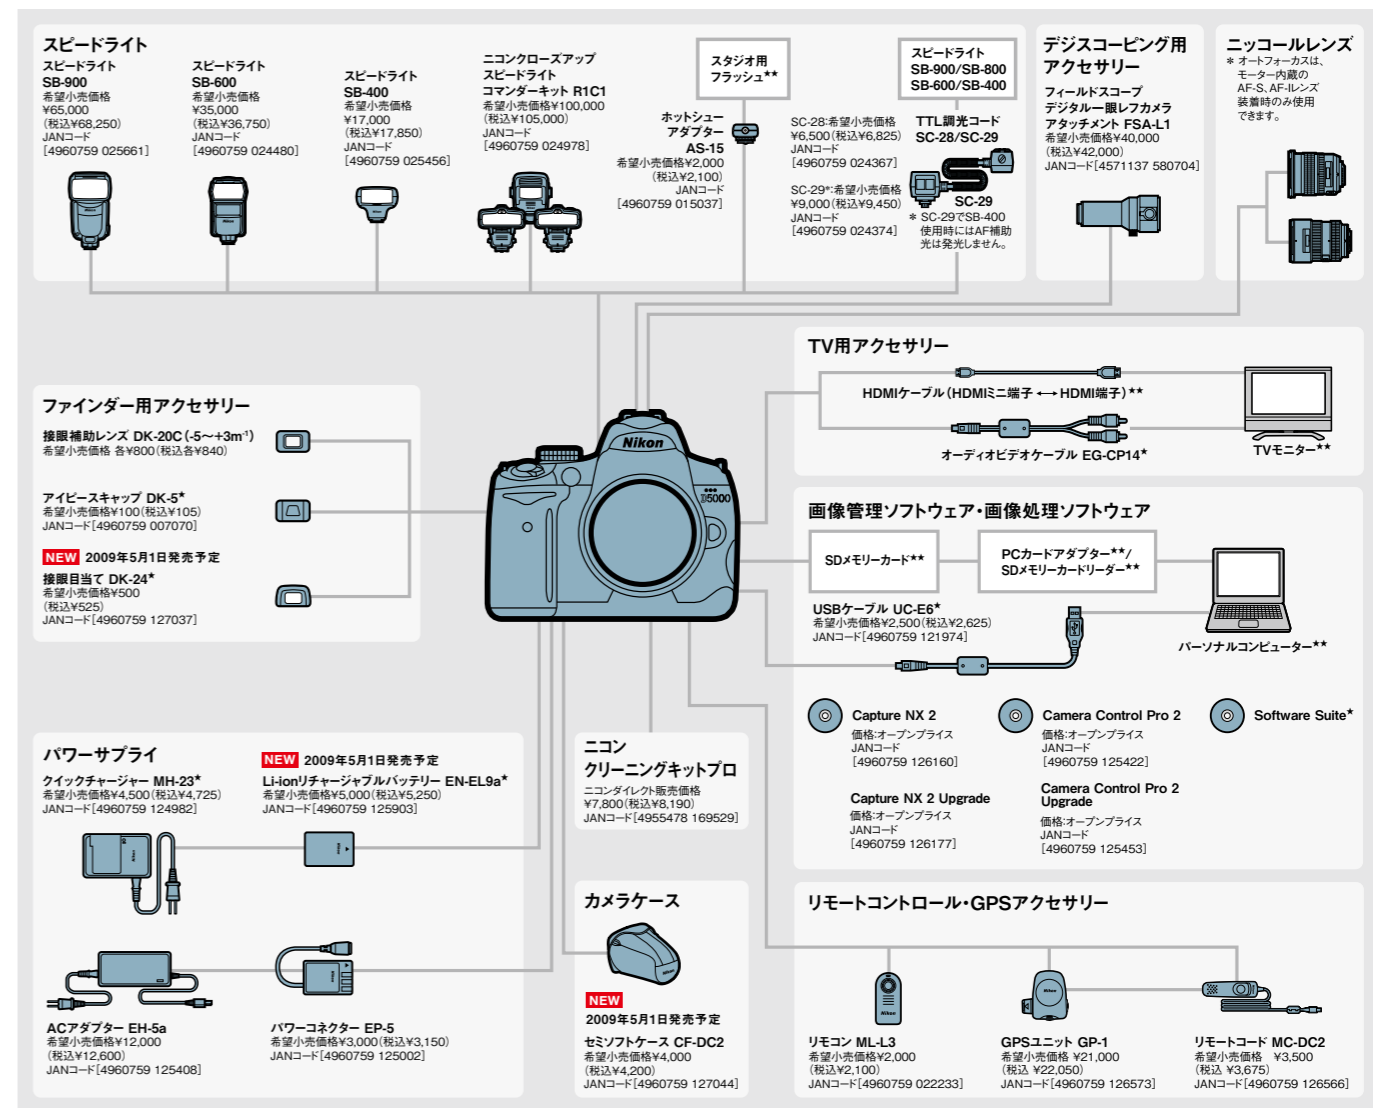 スピードライト
スピードライト
SB-900
希望小売価格
¥65,000
(税込¥68,250)
JANコード
[4960759 025661]
スピードライト
SB-600
希望小売価格
¥35,000
(税込¥36,750)
JANコード
[4960759 024480]
スピードライト
SB-400
希望小売価格
¥17,000
(税込¥17,850)
JANコード
[4960759 025456]
ニコンクローズアップ
スピードライト
コマンダーキット R1C1
希望小売価格¥100,000
(税込¥105,000)
JANコード
[4960759 024978]
スタジオ用
フラッシュ★★
ホットシュー
アダプター
AS-15
希望小売価格¥2,000
(税込¥2,100)
JANコード
[4960759 015037]
スピードライト
SB-900/SB-800
SB-600/SB-400
SC-28:希望小売価格
¥6,500(税込¥6,825)
JANコード
[4960759 024367]
SC-29*:希望小売価格
¥9,000(税込¥9,450)
JANコード
[4960759 024374]
TTL調光コード
SC-28/SC-29
SC-29
* SC-29でSB-400
使用時にはAF補助
光は発光しません。
デジスコーピング用
アクセサリー
フィールドスコープ
デジタル一眼レフカメラ
アタッチメント FSA-L1
希望小売価格¥40,000
(税込¥42,000)
JANコード[4571137 580704]
ニッコールレンズ
* オートフォーカスは、
モーター内蔵の
AF-S、AF-Iレンズ
装着時のみ使用
できます。
ファインダー用アクセサリー
接眼補助レンズ DK-20C(-5～+3m⁻¹)
希望小売価格 各¥800(税込各¥840)
アイピースキャップ DK-5★
希望小売価格¥100(税込¥105)
JANコード[4960759 007070]
NEW 2009年5月1日発売予定
接眼目当て DK-24★
希望小売価格¥500
(税込¥525)
JANコード[4960759 127037]
Nikon
D5000
TV用アクセサリー
HDMIケーブル(HDMIミニ端子 ←→ HDMI端子)★★
オーディオビデオケーブル EG-CP14★
TVモニター★★
画像管理ソフトウェア・画像処理ソフトウェア
SDメモリーカード★★
PCカードアダプター★★/
SDメモリーカードリーダー★★
USBケーブル UC-E6★
希望小売価格¥2,500(税込¥2,625)
JANコード[4960759 121974]
パーソナルコンピューター★★
Capture NX 2
価格:オープンプライス
JANコード
[4960759 126160]
Camera Control Pro 2
価格:オープンプライス
JANコード
[4960759 125422]
Software Suite★
Capture NX 2 Upgrade
価格:オープンプライス
JANコード
[4960759 126177]
Camera Control Pro 2
Upgrade
価格:オープンプライス
JANコード
[4960759 125453]
パワーサプライ
クイックチャージャー MH-23★
希望小売価格¥4,500(税込¥4,725)
JANコード[4960759 124982]
NEW 2009年5月1日発売予定
Li-ionリチャージャブルバッテリー EN-EL9a★
希望小売価格¥5,000(税込¥5,250)
JANコード[4960759 125903]
ACアダプター EH-5a
希望小売価格¥12,000
(税込¥12,600)
JANコード[4960759 125408]
パワーコネクター EP-5
希望小売価格¥3,000(税込¥3,150)
JANコード[4960759 125002]
ニコン
クリーニングキットプロ
ニコンダイレクト販売価格
¥7,800(税込¥8,190)
JANコード[4955478 169529]
カメラケース
Nikon
NEW
2009年5月1日発売予定
セミソフトケース CF-DC2
希望小売価格¥4,000
(税込¥4,200)
JANコード[4960759 127044]
リモートコントロール・GPSアクセサリー
Nikon
Nikon
リモコン ML-L3
希望小売価格¥2,000
(税込¥2,100)
JANコード[4960759 022233]
GPSユニット GP-1
希望小売価格 ¥21,000
(税込 ¥22,050)
JANコード[4960759 126573]
リモートコード MC-DC2
希望小売価格 ¥3,500
(税込 ¥3,675)
JANコード[4960759 126566]